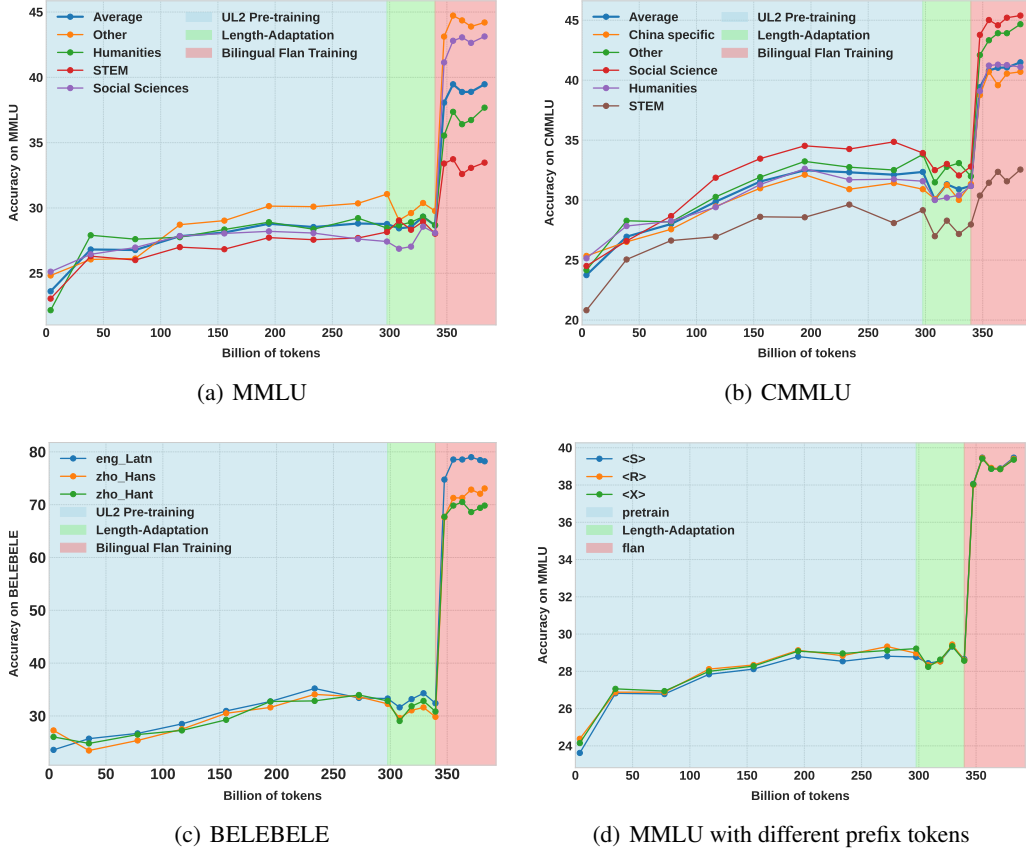 45
40
35
30
25
Accuracy on MMLU
Average
Other
Humanities
STEM
Social Sciences
UL2 Pre-training
Length-Adaptation
Bilingual Flan Training
0 50 100 150 200 250 300 350
Billion of tokens
(a) MMLU
45
40
35
30
25
20
Accuracy on CMMLU
Average
China specific
Other
Social Science
Humanities
STEM
UL2 Pre-training
Length-Adaptation
Bilingual Flan Training
0 50 100 150 200 250 300 350
Billion of tokens
(b) CMMLU
80
70
60
50
40
30
Accuracy on BELEBELE
eng_Latn
zho_Hans
zho_Hant
UL2 Pre-training
Length-Adaptation
Bilingual Flan Training
0 50 100 150 200 250 300 350
Billion of tokens
(c) BELEBELE
40
38
36
34
32
30
28
26
24
Accuracy on MMLU
<S>
<R>
<X>
pretrain
Length-Adaptation
flan
0 50 100 150 200 250 300 350
Billion of tokens
(d) MMLU with different prefix tokens